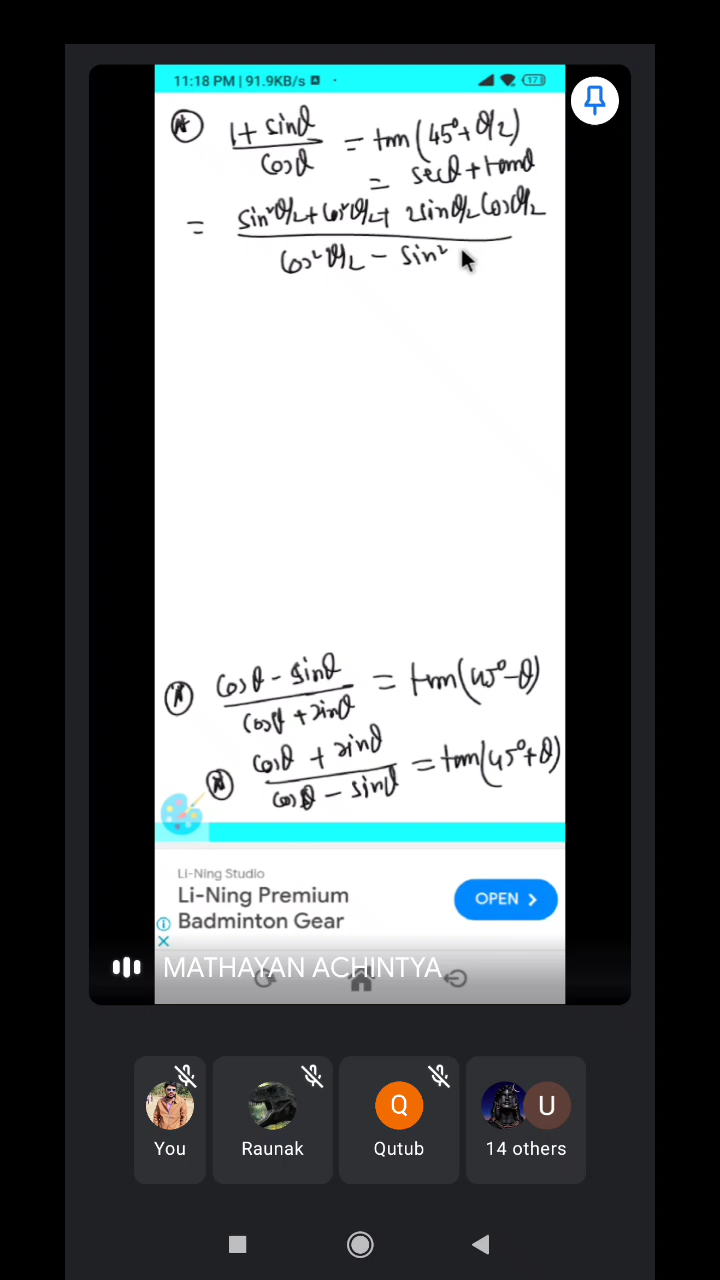 11:18 PM | 91.9KB/s
173
1 + sinθ / cosθ = tan(45° + θ/2)
= secθ + tanθ
= sin²θ/2 + cos²θ/2 + 2sinθ/2 cosθ/2 / cos²θ/2 - sin²
cosθ - sinθ / cosθ + sinθ = tan(45° - θ)
cosθ + sinθ / cosθ - sinθ = tan(45° + θ)
Li-Ning Studio
Li-Ning Premium
Badminton Gear
OPEN
MATHAYAN ACHINTYA
Q U
You Raunak Qutub 14 others